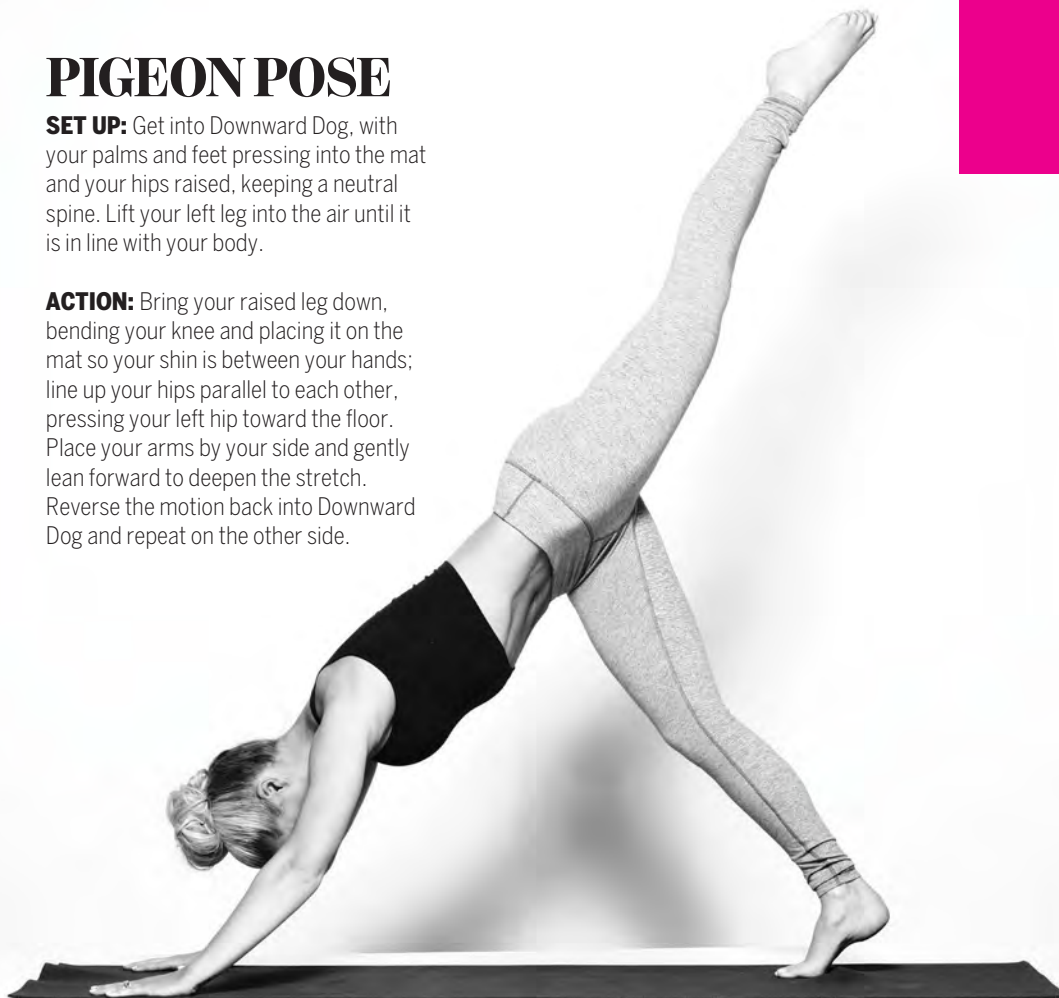 PIGEON POSE
SET UP: Get into Downward Dog, with
your palms and feet pressing into the mat
and your hips raised, keeping a neutral
spine. Lift your left leg into the air until it
is in line with your body.
ACTION: Bring your raised leg down,
bending your knee and placing it on the
mat so your shin is between your hands;
line up your hips parallel to each other,
pressing your left hip toward the floor.
Place your arms by your side and gently
lean forward to deepen the stretch.
Reverse the motion back into Downward
Dog and repeat on the other side.